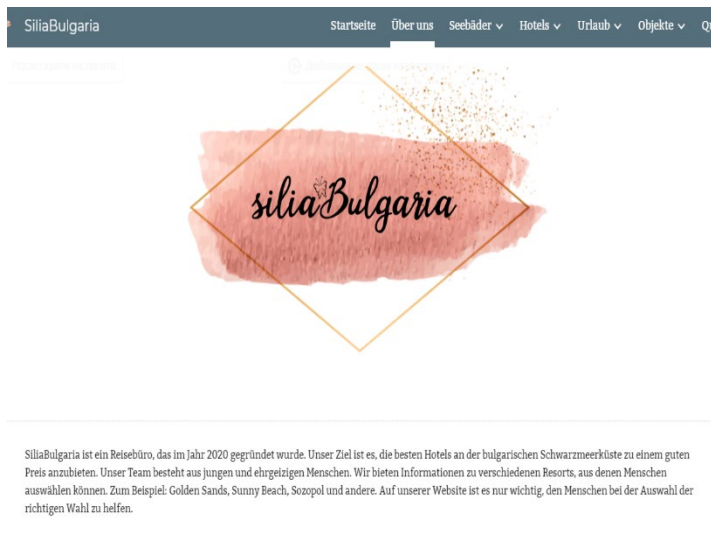 SiliaBulgaria
Startseite Über uns Seebäder Hotels Urlaub Objekte
siliaBulgaria
SiliaBulgaria ist ein Reisebüro, das im Jahr 2020 gegründet wurde. Unser Ziel ist es, die besten Hotels an der bulgarischen Schwarzmeerküste zu einem guten
Preis anzubieten. Unser Team besteht aus jungen und ehrgeizigen Menschen. Wir bieten Informationen zu verschiedenen Resorts, aus denen Menschen
auswählen können. Zum Beispiel: Golden Sands, Sunny Beach, Sozopol und andere. Auf unserer Website ist es nur wichtig, den Menschen bei der Auswahl der
richtigen Wahl zu helfen.